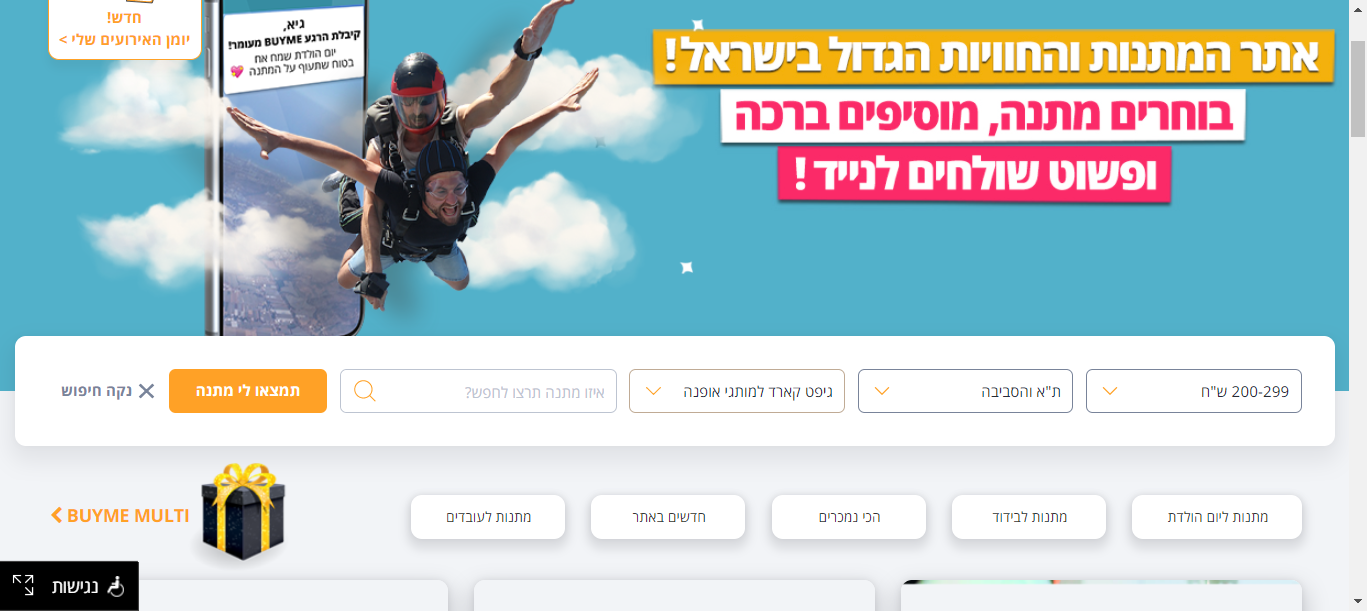 חדש!
יומן האירועים שלי >
גיא,
קיבלת הרגע BUYME מעומר!
יום הולדת שמח אח
בטוח שתעוף על המתנה 💖
אתר המתנות והחוויות הגדול בישראל!
בוחרים מתנה, מוסיפים ברכה
ופשוט שולחים לנייד!
200-299 ש"ח
ת"א והסביבה
גיפט קארד למותגי אופנה
איזו מתנה תרצו לחפש?
תמצאו לי מתנה
נקה חיפוש
מתנות ליום הולדת
מתנות לבידוד
הכי נמכרים
חדשים באתר
מתנות לעובדים
BUYME MULTI
נגישות